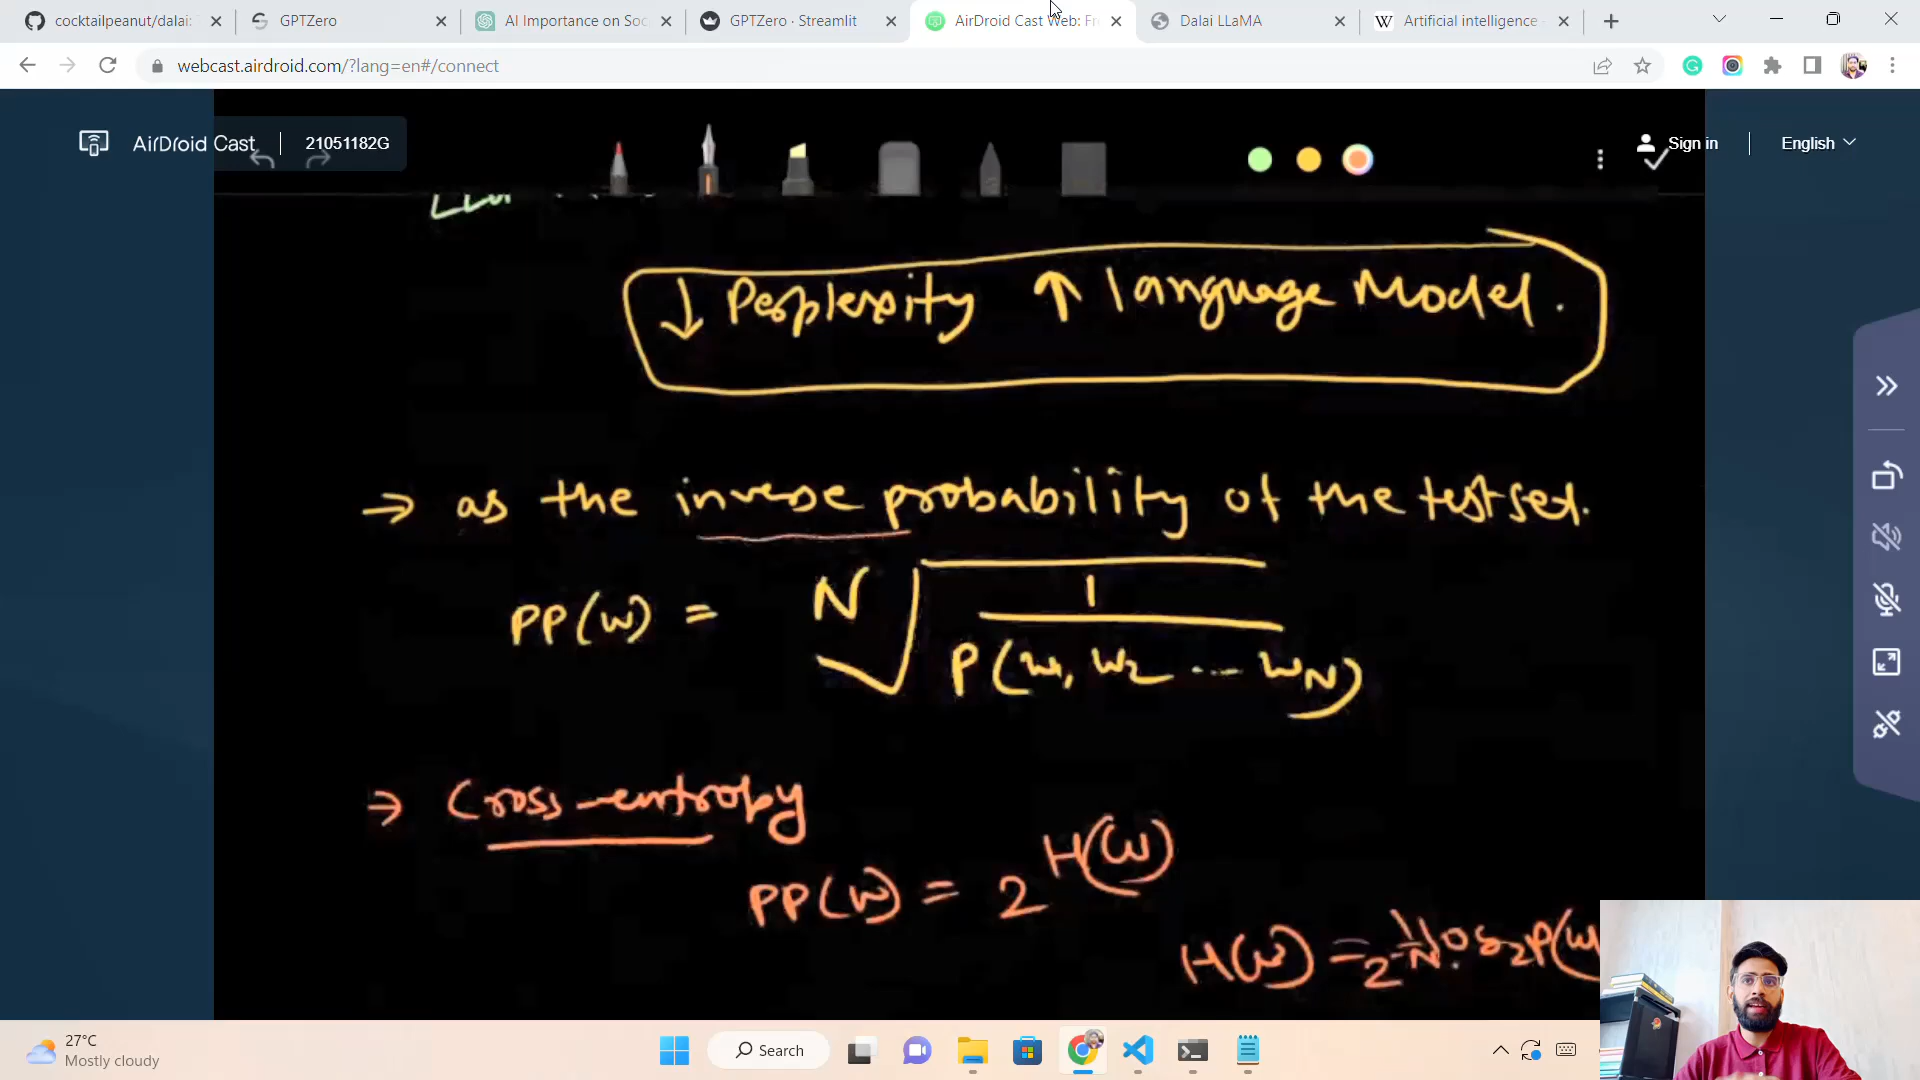 cocktailpeanut/dalai:
GPTZero
AI Importance on Soc
GPTZero · Streamlit
AirDroid Cast Web: Fr
Dalai LLaMA
Artificial intelligence -
webcast.airdroid.com/?lang=en#/connect
AirDroid Cast
21051182G
Sign in
English
↓ Perplexity ↑ language Model.
→ as the inverse probability of the test set.
PP(W) = N√ 1 / P(w1, w2 ... wN)
→ Cross-entropy
PP(W) = 2^H(W)
27°C
Mostly cloudy
Search